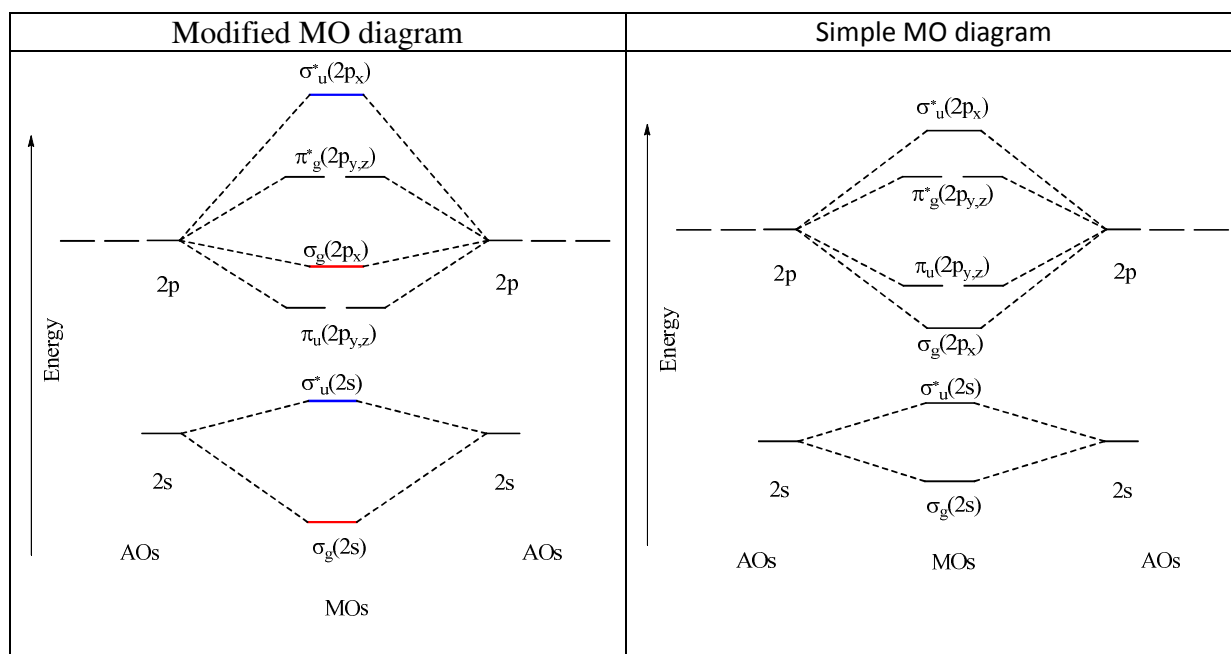 Modified MO diagram
σ*u(2px)
π*g(2py,z)
σg(2px)
2p 2p
πu(2py,z)
Energy
σ*u(2s)
2s 2s
σg(2s)
AOs AOs
MOs
Simple MO diagram
σ*u(2px)
π*g(2py,z)
πu(2py,z)
2p 2p
σg(2px)
Energy
σ*u(2s)
2s 2s
σg(2s)
AOs MOs AOs